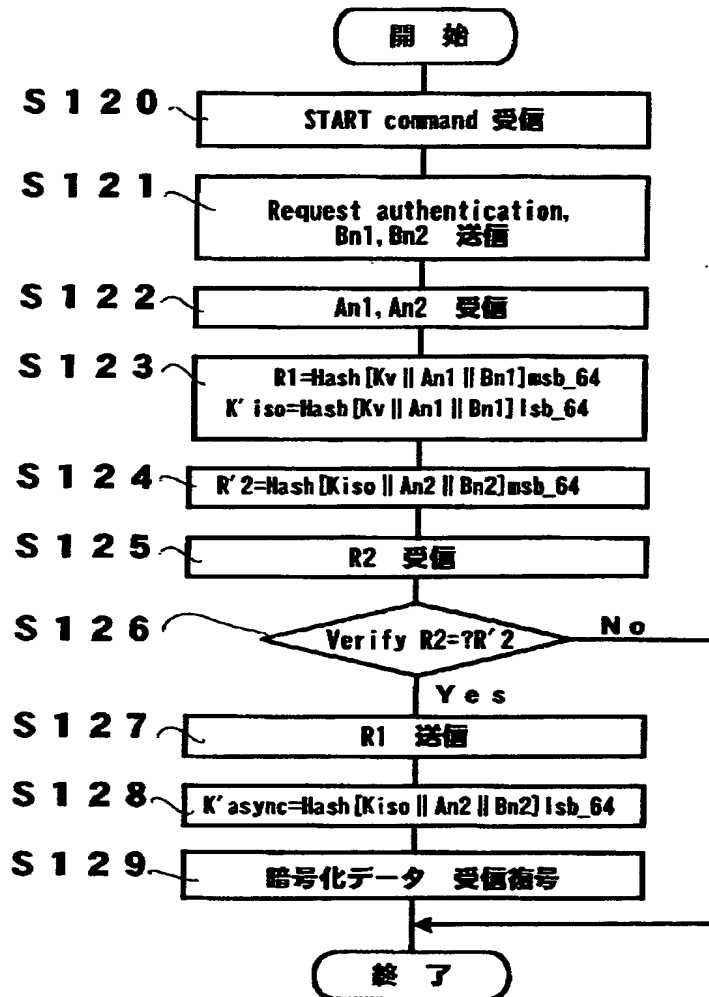 開 始
S120
START command 受信
S121
Request authentication,
Bn1, Bn2 送信
S122
An1, An2 受信
S123
R1=Hash[Kv||An1||Bn1]msb_64
K'iso=Hash[Kv||An1||Bn1]lsb_64
S124
R'2=Hash[Kiso||An2||Bn2]msb_64
S125
R2 受信
S126
Verify R2=?R'2
No
Yes
S127
R1 送信
S128
K'async=Hash[Kiso||An2||Bn2]lsb_64
S129
暗号化データ 受信復号
終 了